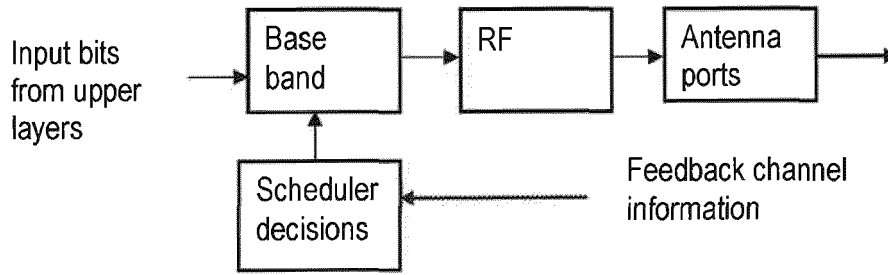 Input bits
from upper
layers
Base
band
RF
Antenna
ports
Scheduler
decisions
Feedback channel
information